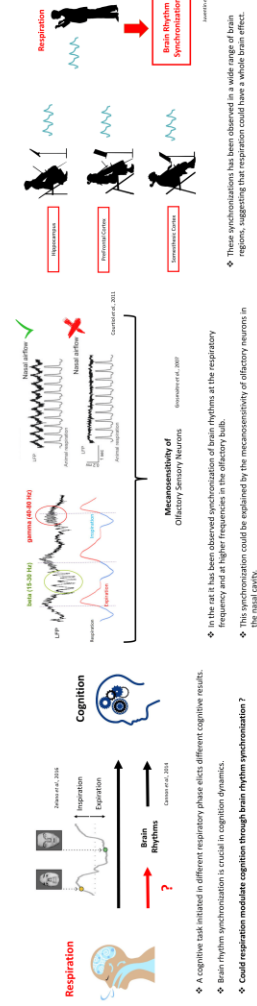 Respiration
Zelano et al., 2016
Inspiration
Expiration
Cognition
Brain
Rhythms
?
Cannon et al., 2014
❖ A cognitive task initiated in different respiratory phase elicts different cognitive results.
❖ Brain rhythm synchronization is crucial in cognition dynamics.
❖ Could respiration modulate cognition through brain rhythm synchronization ?
beta (15-30 Hz)
gamma (40-80 Hz)
LFP
Respiration
Expiration
Inspiration
Nasal airflow
LFP
Animal respiration
Nasal airflow
LFP
Animal respiration
Courtiol et al., 2011
Mecanosensitivity of
Olfactory Sensory Neurons
Grosmaitre et al., 2007
❖ In the rat it has been observed synchronization of brain rhythms at the respiratory
frequency and at higher frequencies in the olfactory bulb.
❖ This synchronization could be explained by the mecanosensitivity of olfactory neurons in
the nasal cavity.
Respiration
Brain Rhythm
Synchronization
Hippocampus
Prefrontal Cortex
Somesthesic Cortex
❖ These synchronizations has been observed in a wide range of brain
regions, suggesting that respiration could have a whole brain effect.